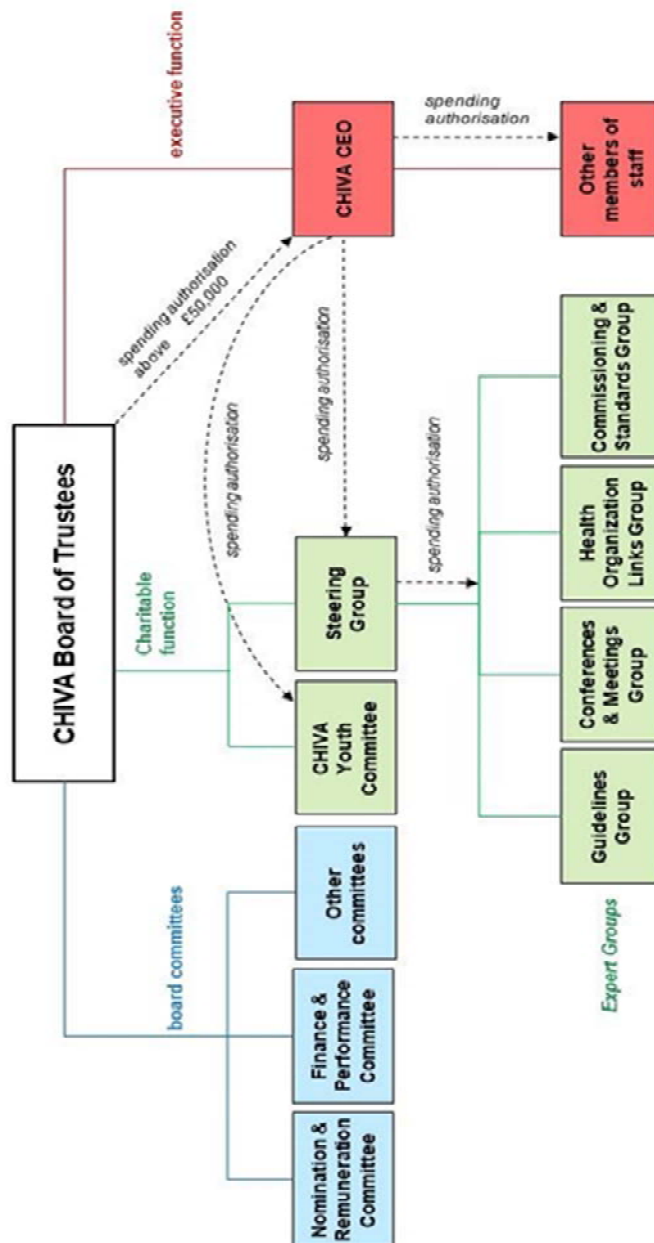 CHIVA Board of Trustees
board committees
Charitable
function
executive function
spending authorisation
above £50,000
Nomination &
Remuneration
Committee
Finance &
Performance
Committee
Other
committees
CHIVA
Youth
Committee
Steering
Group
CHIVA CEO
spending authorisation
spending authorisation
spending
authorisation
spending authorisation
Expert Groups
Guidelines
Group
Conferences
& Meetings
Group
Health
Organization
Links Group
Commissioning &
Standards Group
Other
members of
staff